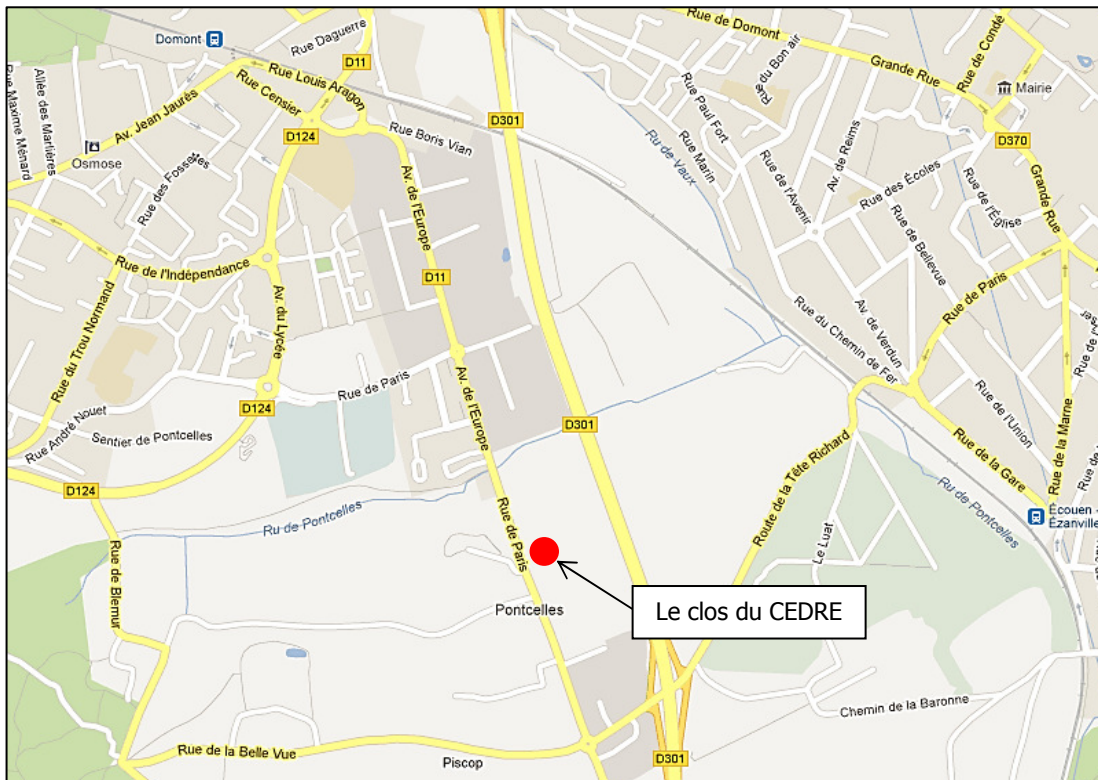 Domont
Rue Daguerre
D11
Rue Louis Aragon
Rue Censier
Av. Jean Jaurès
Allée des Marlières
Rue Maxime Ménard
Osmose
D124
Rue Boris Vian
D301
Rue des Fossettes
Av. de l'Europe
D11
Rue de l'Indépendance
Av. du Lycée
Rue du Trou Normand
Rue de Paris
Av. de l'Europe
D124
Rue André Nouet
Sentier de Pontcelles
D124
Ru de Pontcelles
Rue de Blemur
Rue de Paris
Pontcelles
Le clos du CEDRE
Rue de la Belle Vue
Piscop
D301
D301
Rue de Domont
Grande Rue
Rue de Condé
Mairie
D370
Rue du Bon air
Rue Paul Fort
Rue Marin
Ru de Vaux
Rue de l'Avenir
Av. de Reims
Rue des Écoles
Rue de l'Église
Grande Rue
Rue de Bellevue
Rue de Paris
Av. de Verdun
Rue du Chemin de Fer
Rue de l'Union
Rue de la Marne
Rue de la Gare
Écouen -
Ézanville
Ru de Pontcelles
Route de la Tête Richard
Le Luat
Chemin de la Baronne